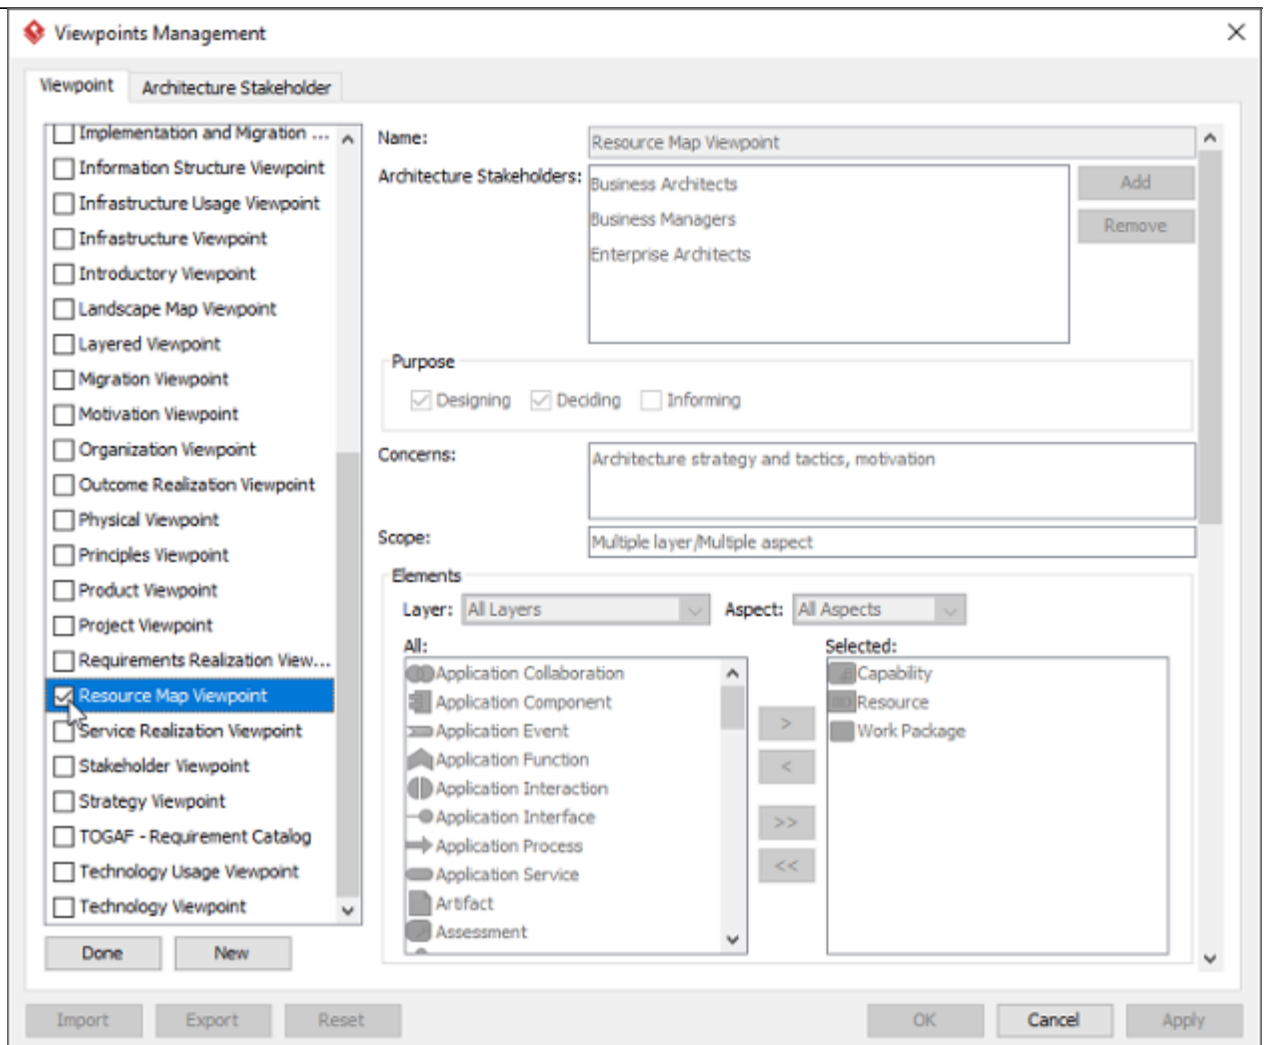 Viewpoints Management
Viewpoint
Architecture Stakeholder
Implementation and Migration ...
Information Structure Viewpoint
Infrastructure Usage Viewpoint
Infrastructure Viewpoint
Introductory Viewpoint
Landscape Map Viewpoint
Layered Viewpoint
Migration Viewpoint
Motivation Viewpoint
Organization Viewpoint
Outcome Realization Viewpoint
Physical Viewpoint
Principles Viewpoint
Product Viewpoint
Project Viewpoint
Requirements Realization View...
Resource Map Viewpoint
Service Realization Viewpoint
Stakeholder Viewpoint
Strategy Viewpoint
TOGAF - Requirement Catalog
Technology Usage Viewpoint
Technology Viewpoint
Done
New
Name:
Resource Map Viewpoint
Architecture Stakeholders:
Business Architects
Business Managers
Enterprise Architects
Add
Remove
Purpose
Designing
Deciding
Informing
Concerns:
Architecture strategy and tactics, motivation
Scope:
Multiple layer/Multiple aspect
Elements
Layer:
All Layers
Aspect:
All Aspects
All:
Application Collaboration
Application Component
Application Event
Application Function
Application Interaction
Application Interface
Application Process
Application Service
Artifact
Assessment
>
<
>>
<<
Selected:
Capability
Resource
Work Package
Import
Export
Reset
OK
Cancel
Apply